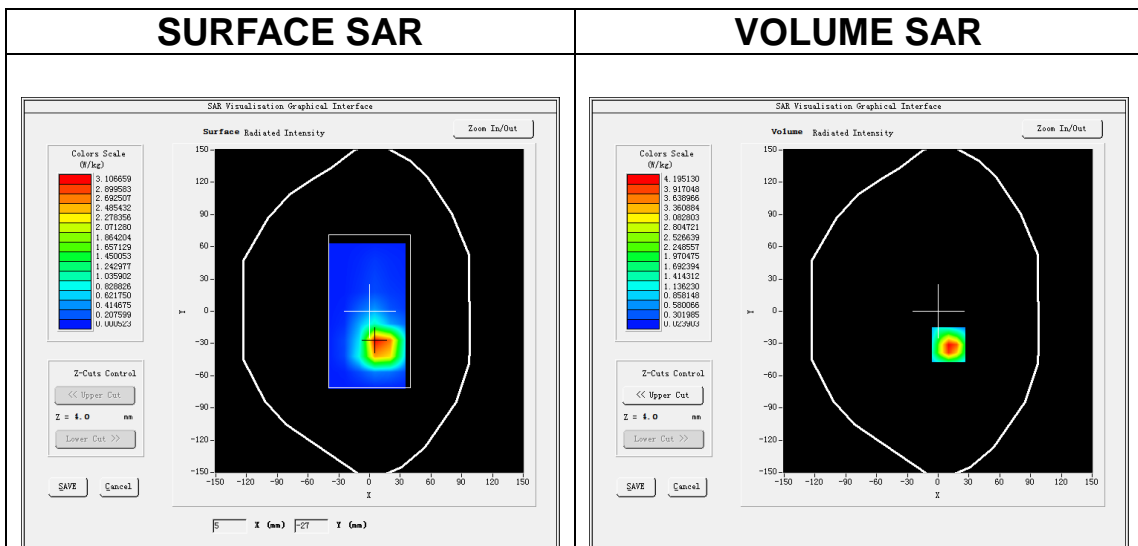 SURFACE SAR
VOLUME SAR
SAR Visualisation Graphical Interface
Surface Radiated Intensity
Zoom In/Out
Colors Scale
(W/kg)
3.106659
2.899583
2.692507
2.485432
2.278356
2.071280
1.864204
1.657129
1.450053
1.242977
1.035902
0.828826
0.621750
0.414675
0.207599
0.000523
150
120
90
60
30
0
-30
-60
-90
-120
-150
Y
-150 -120 -90 -60 -30 0 30 60 90 120 150
X
Z-Cuts Control
<< Upper Cut
Z = 4.0 mm
Lower Cut >>
SAVE Cancel
5 X (mm) -27 Y (mm)
SAR Visualisation Graphical Interface
Volume Radiated Intensity
Zoom In/Out
Colors Scale
(W/kg)
4.195130
3.917048
3.638966
3.360884
3.082803
2.804721
2.526639
2.248557
1.970475
1.692394
1.414312
1.136230
0.858148
0.580066
0.301985
0.023903
150
120
90
60
30
0
-30
-60
-90
-120
-150
Y
-150 -120 -90 -60 -30 0 30 60 90 120 150
X
Z-Cuts Control
<< Upper Cut
Z = 4.0 mm
Lower Cut >>
SAVE Cancel